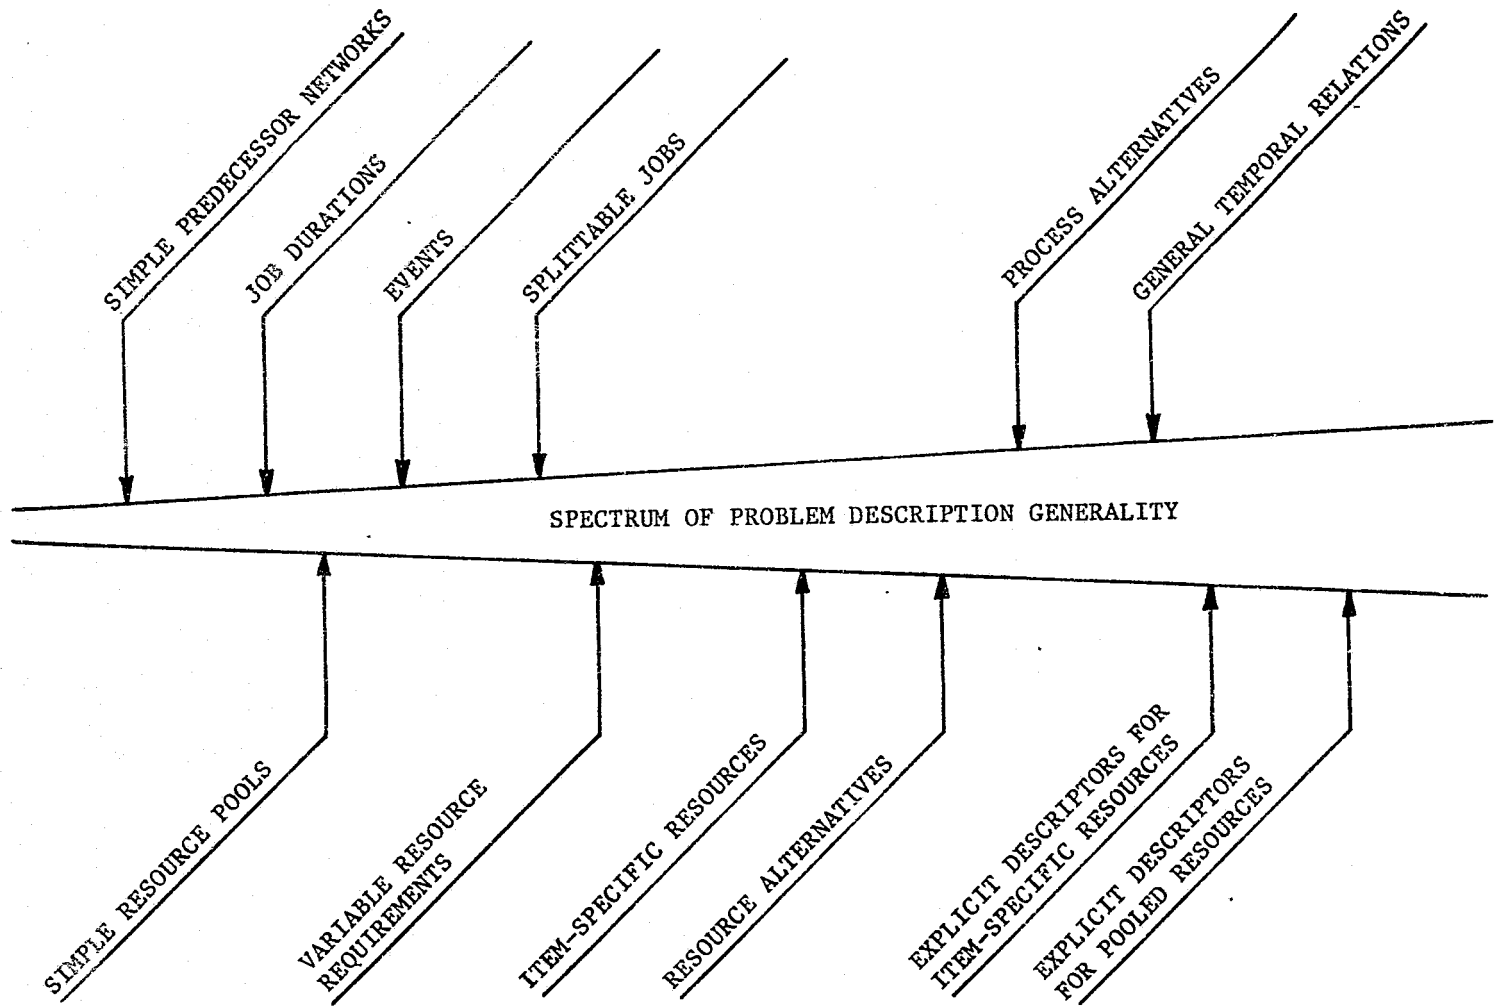 SIMPLE PREDECESSOR NETWORKS
JOB DURATIONS
EVENTS
SPLITTABLE JOBS
PROCESS ALTERNATIVES
GENERAL TEMPORAL RELATIONS
SPECTRUM OF PROBLEM DESCRIPTION GENERALITY
SIMPLE RESOURCE POOLS
VARIABLE RESOURCE
REQUIREMENTS
ITEM-SPECIFIC RESOURCES
RESOURCE ALTERNATIVES
EXPLICIT DESCRIPTORS FOR
ITEM-SPECIFIC RESOURCES
EXPLICIT DESCRIPTORS
FOR POOLED RESOURCES